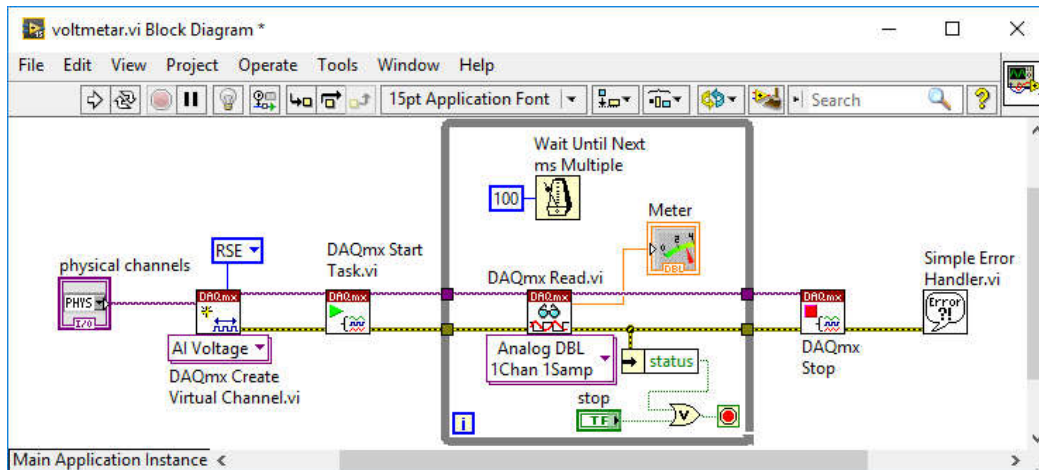 voltmetar.vi Block Diagram *
File Edit View Project Operate Tools Window Help
15pt Application Font
Search
Wait Until Next
ms Multiple
100
Meter
DBL
RSE
DAQmx Start
Task.vi
physical channels
PHYS
I/O
DAQmx
AI Voltage
DAQmx Create
Virtual Channel.vi
DAQmx
DAQmx Read.vi
DAQmx
Analog DBL
1Chan 1Samp
status
stop
TF
V
i
DAQmx
DAQmx
Stop
Simple Error
Handler.vi
Error
?!
Main Application Instance